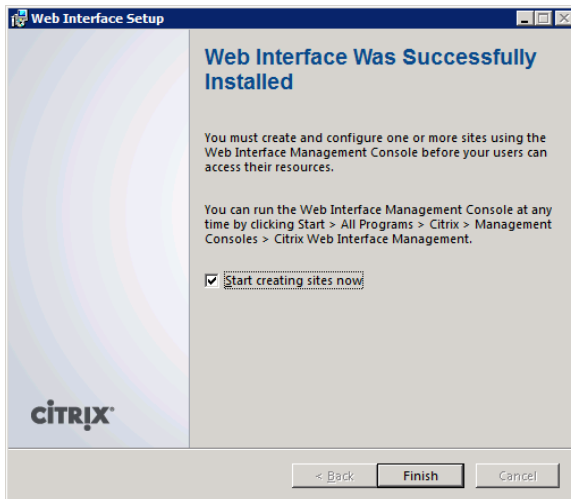 Web Interface Setup
Web Interface Was Successfully
Installed
You must create and configure one or more sites using the
Web Interface Management Console before your users can
access their resources.
You can run the Web Interface Management Console at any
time by clicking Start > All Programs > Citrix > Management
Consoles > Citrix Web Interface Management.
Start creating sites now
CİTRIX
< Back Finish Cancel